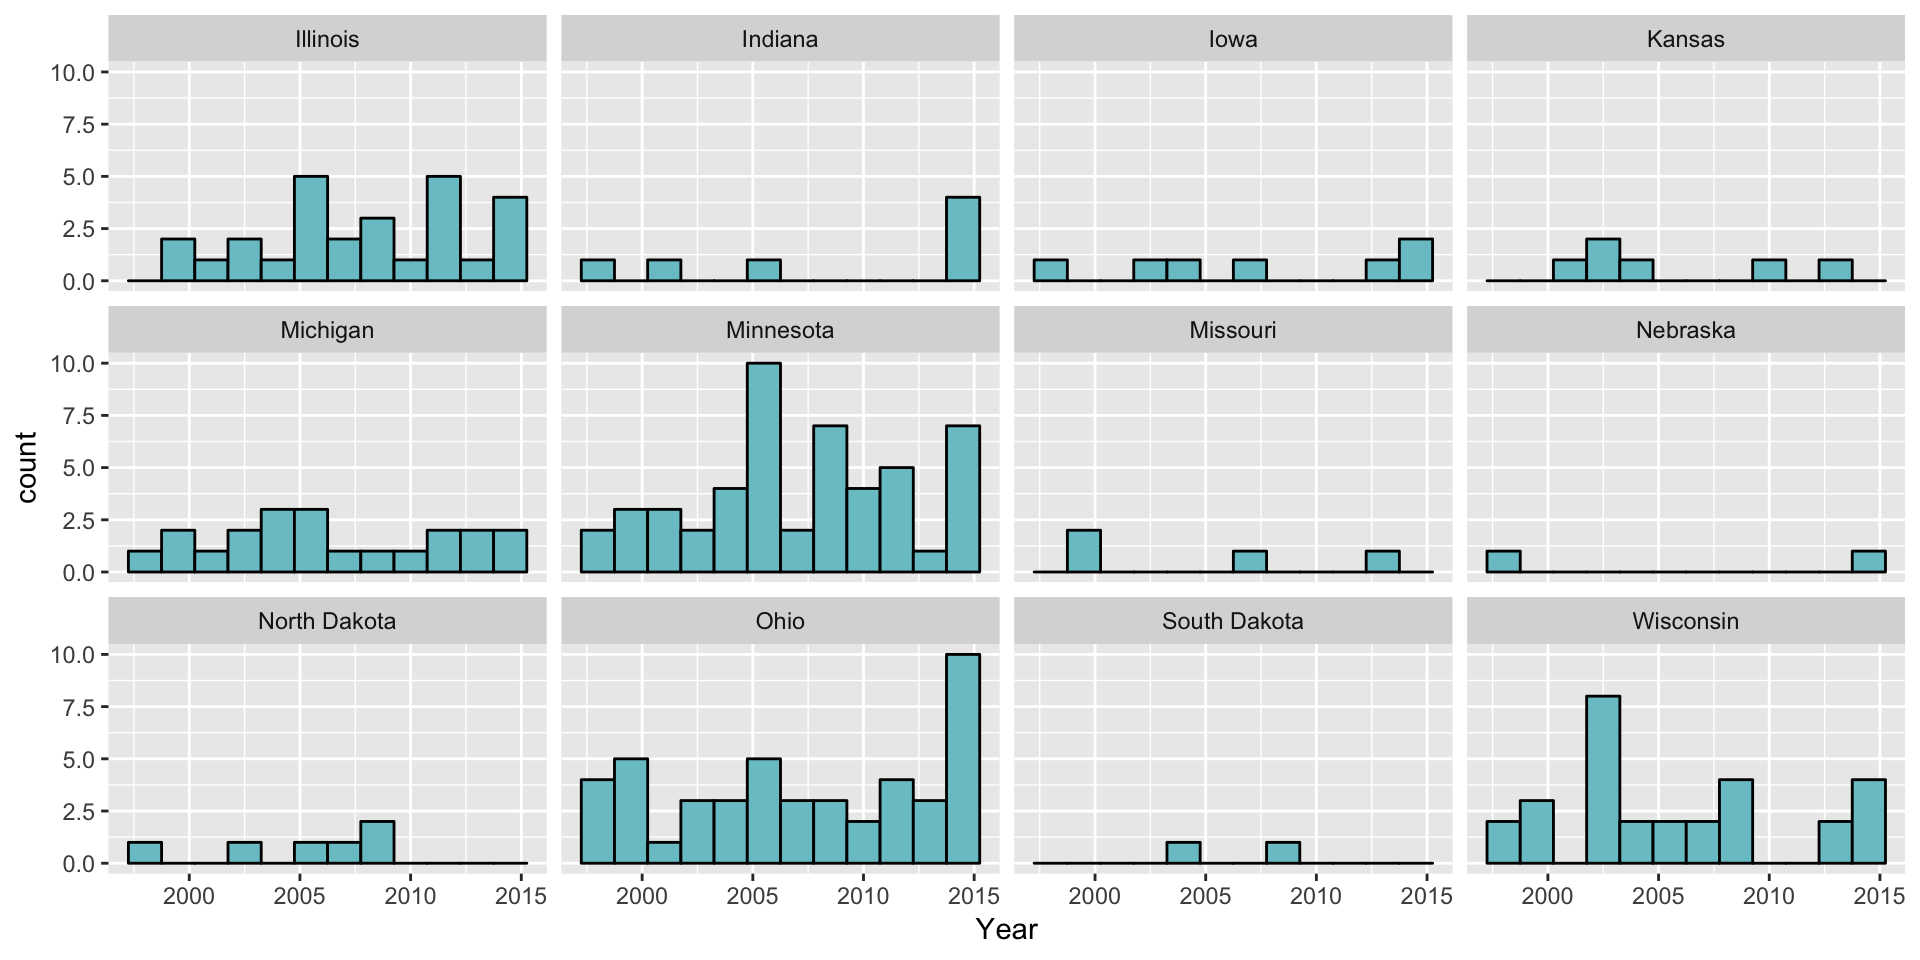 Illinois Indiana Iowa Kansas
10.0
7.5
5.0
2.5
0.0
Michigan Minnesota Missouri Nebraska
10.0
7.5
5.0
2.5
0.0
count
North Dakota Ohio South Dakota Wisconsin
10.0
7.5
5.0
2.5
0.0
2000 2005 2010 2015 2000 2005 2010 2015 2000 2005 2010 2015 2000 2005 2010 2015
Year